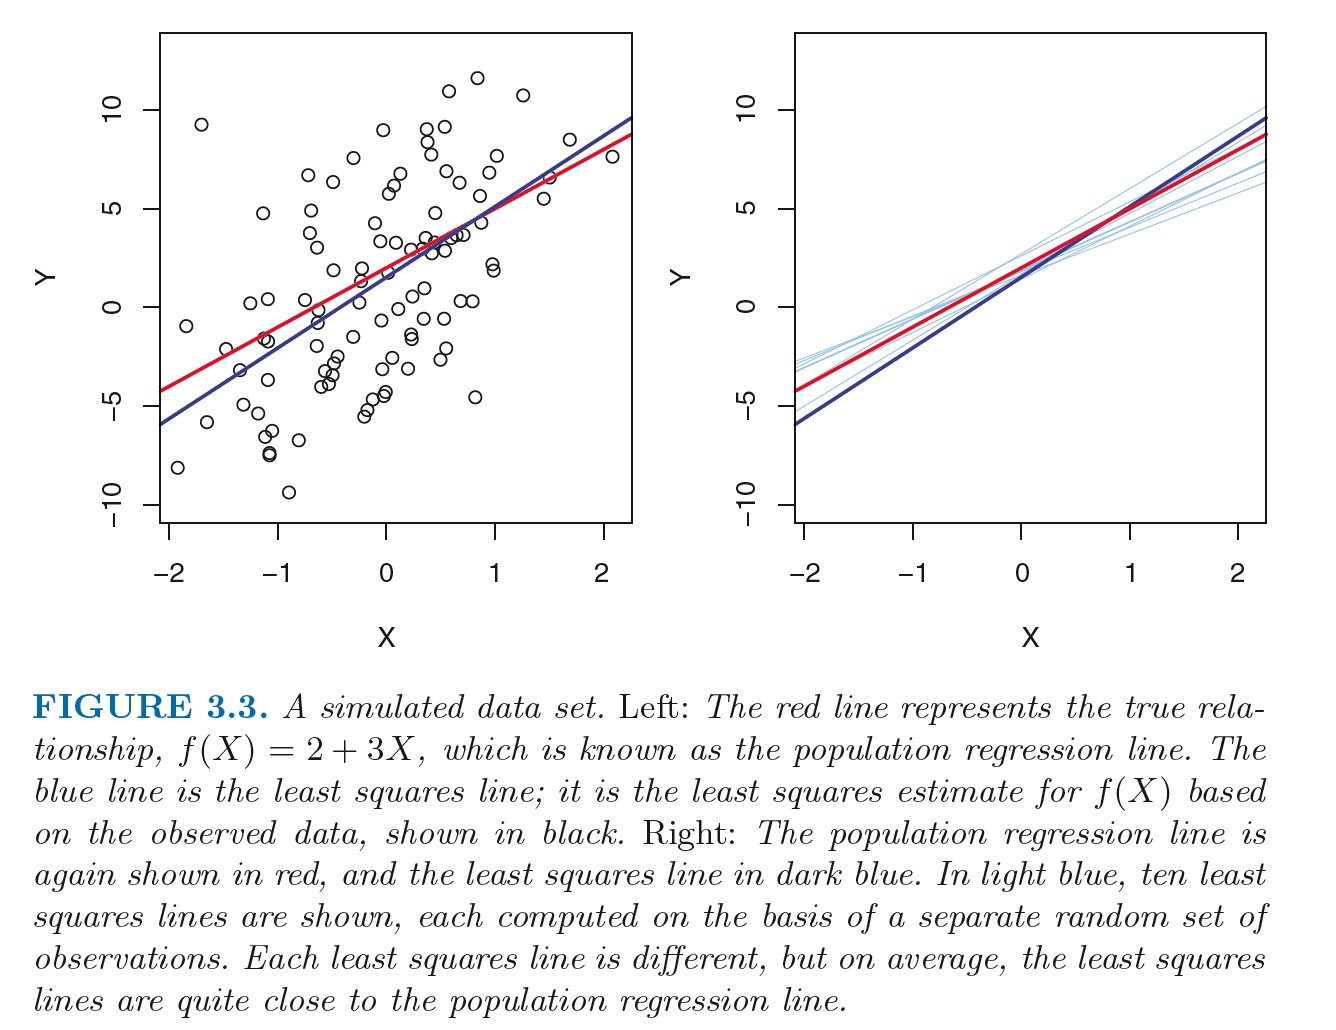 10
5
0
−5
−10
Y
−2 −1 0 1 2
X
10
5
0
−5
−10
Y
−2 −1 0 1 2
X
FIGURE 3.3. A simulated data set. Left: The red line represents the true rela-
tionship, f(X) = 2 + 3X, which is known as the population regression line. The
blue line is the least squares line; it is the least squares estimate for f(X) based
on the observed data, shown in black. Right: The population regression line is
again shown in red, and the least squares line in dark blue. In light blue, ten least
squares lines are shown, each computed on the basis of a separate random set of
observations. Each least squares line is different, but on average, the least squares
lines are quite close to the population regression line.